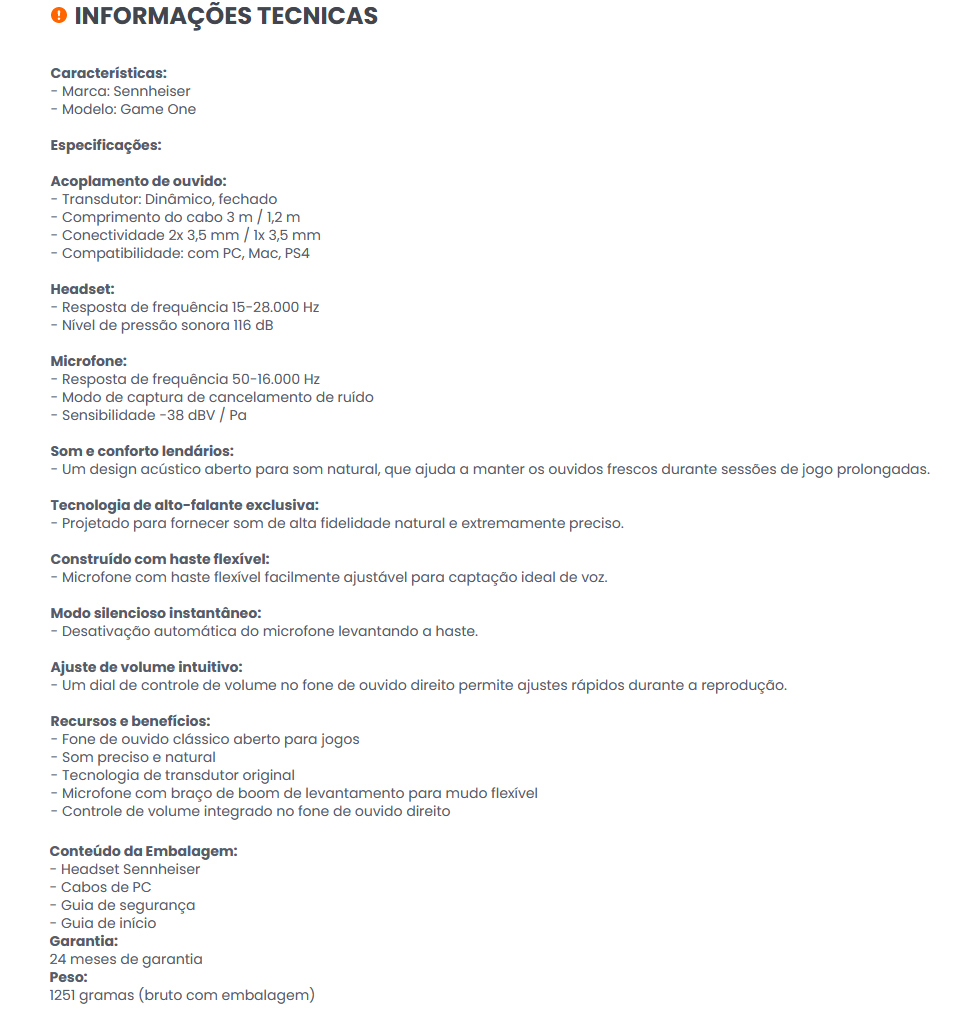 INFORMAÇÕES TECNICAS
Características:
- Marca: Sennheiser
- Modelo: Game One
Especificações:
Acoplamento de ouvido:
- Transdutor: Dinâmico, fechado
- Comprimento do cabo 3 m / 1,2 m
- Conectividade 2x 3,5 mm / 1x 3,5 mm
- Compatibilidade: com PC, Mac, PS4
Headset:
- Resposta de frequência 15-28.000 Hz
- Nível de pressão sonora 116 dB
Microfone:
- Resposta de frequência 50-16.000 Hz
- Modo de captura de cancelamento de ruído
- Sensibilidade -38 dBV / Pa
Som e conforto lendários:
- Um design acústico aberto para som natural, que ajuda a manter os ouvidos frescos durante sessões de jogo prolongadas.
Tecnologia de alto-falante exclusiva:
- Projetado para fornecer som de alta fidelidade natural e extremamente preciso.
Construído com haste flexível:
- Microfone com haste flexível facilmente ajustável para captação ideal de voz.
Modo silencioso instantâneo:
- Desativação automática do microfone levantando a haste.
Ajuste de volume intuitivo:
- Um dial de controle de volume no fone de ouvido direito permite ajustes rápidos durante a reprodução.
Recursos e benefícios:
- Fone de ouvido clássico aberto para jogos
- Som preciso e natural
- Tecnologia de transdutor original
- Microfone com braço de boom de levantamento para mudo flexível
- Controle de volume integrado no fone de ouvido direito
Conteúdo da Embalagem:
- Headset Sennheiser
- Cabos de PC
- Guia de segurança
- Guia de início
Garantia:
24 meses de garantia
Peso:
1251 gramas (bruto com embalagem)